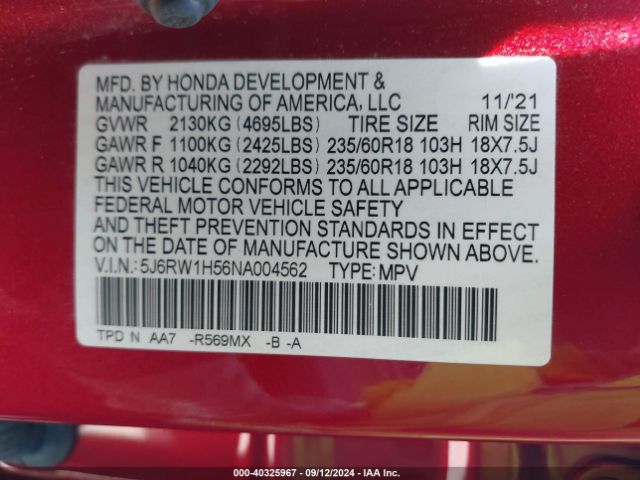 MFD. BY HONDA DEVELOPMENT &
MANUFACTURING OF AMERICA, LLC 11/'21
GVWR 2130KG (4695LBS) TIRE SIZE RIM SIZE
GAWR F 1100KG (2425LBS) 235/60R18 103H 18X7.5J
GAWR R 1040KG (2292LBS) 235/60R18 103H 18X7.5J
THIS VEHICLE CONFORMS TO ALL APPLICABLE
FEDERAL MOTOR VEHICLE SAFETY
AND THEFT PREVENTION STANDARDS IN EFFECT
ON THE DATE OF MANUFACTURE SHOWN ABOVE.
V.I.N.: 5J6RW1H56NA004562 TYPE: MPV
TPD N AA7 -R569MX -B -A
000-40325967 - 09/12/2024 - IAAI.COM